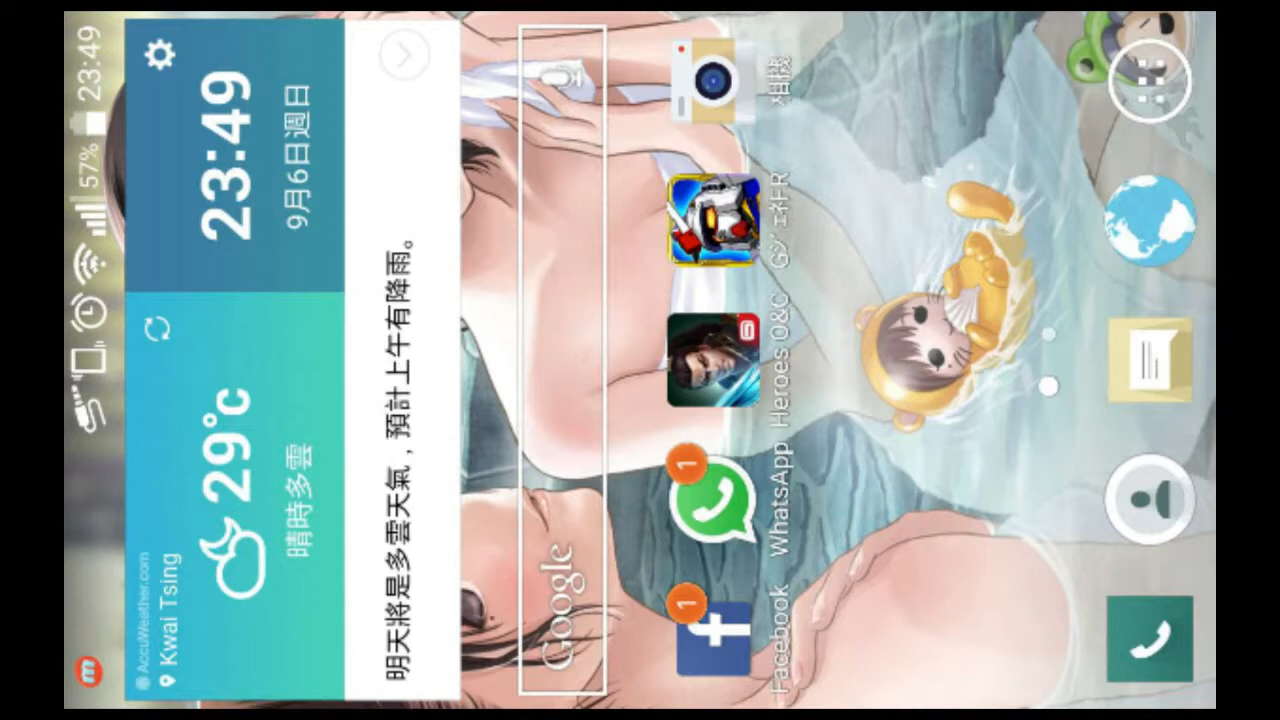 57% 23:49
AccuWeather.com
Kwai Tsing
29°c
晴時多雲
23:49
9月6日週日
明天將是多雲天氣，預計上午有降雨。
Google
1
1
Facebook
WhatsApp
Heroes O&C
Gｼﾞｪﾈ FR
相機